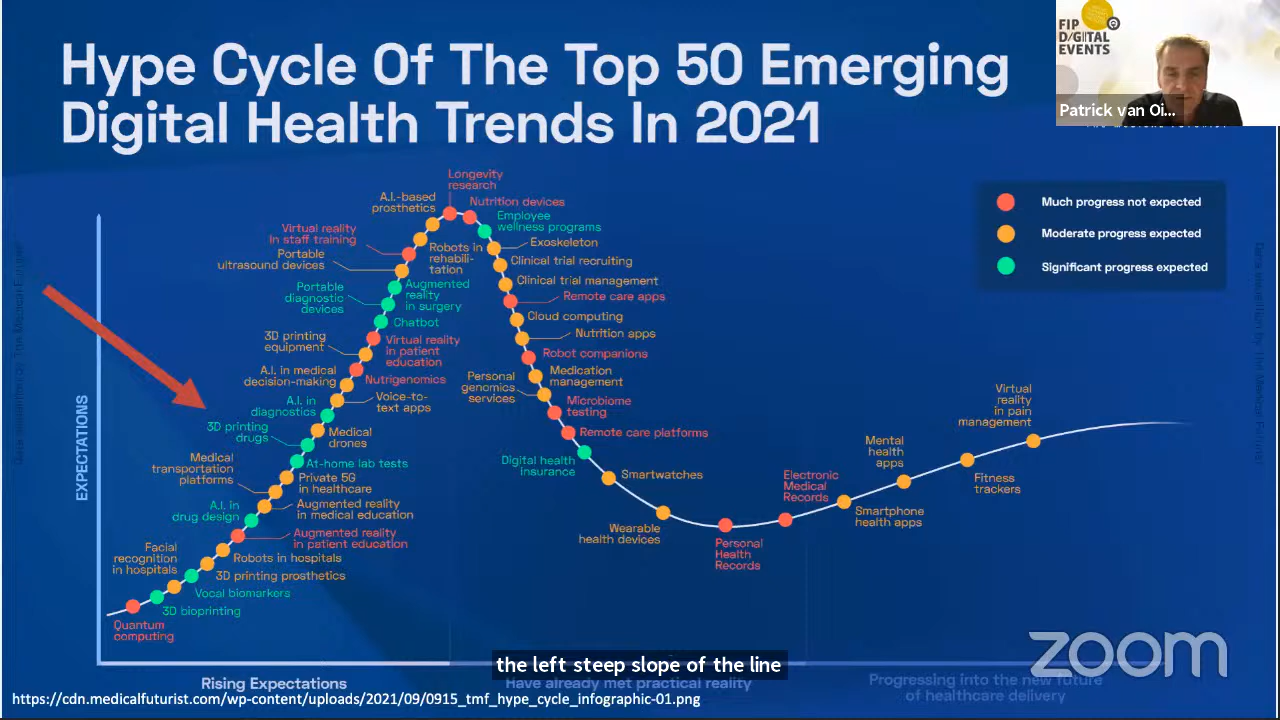 Hype Cycle Of The Top 50 Emerging
Digital Health Trends In 2021
FIP
D/GITAL
EVENTS
Patrick van Oi...
Much progress not expected
Moderate progress expected
Significant progress expected
EXPECTATIONS
Longevity
research
A.I.-based
prosthetics
Nutrition devices
Employee
wellness programs
Virtual reality
in staff training
Robots in
rehabili-
tation
Exoskeleton
Portable
ultrasound devices
Clinical trial recruiting
Portable
diagnostic
devices
Augmented
reality
in surgery
Clinical trial management
Remote care apps
Chatbot
Cloud computing
3D printing
equipment
Virtual reality
in patient
education
Nutrition apps
Robot companions
A.I. in medical
decision-making
Nutrigenomics
Personal
genomics
services
Medication
management
A.I. in
diagnostics
Voice-to-
text apps
Microbiome
testing
3D printing
drugs
Medical
drones
Remote care platforms
Medical
transportation
platforms
At-home lab tests
Digital health
insurance
Private 5G
in healthcare
Smartwatches
A.I. in
drug design
Augmented reality
in medical education
Wearable
health devices
Augmented reality
in patient education
Facial
recognition
in hospitals
Robots in hospitals
3D printing prosthetics
Vocal biomarkers
3D bioprinting
Quantum
computing
Personal
Health
Records
Electronic
Medical
Records
Smartphone
health apps
Mental
health
apps
Fitness
trackers
Virtual
reality
in pain
management
zoom
the left steep slope of the line
Rising Expectations
Have already met practical reality
Progressing into the new future
of healthcare delivery
https://cdn.medicalfuturist.com/wp-content/uploads/2021/09/0915_tmf_hype_cycle_infographic-01.png